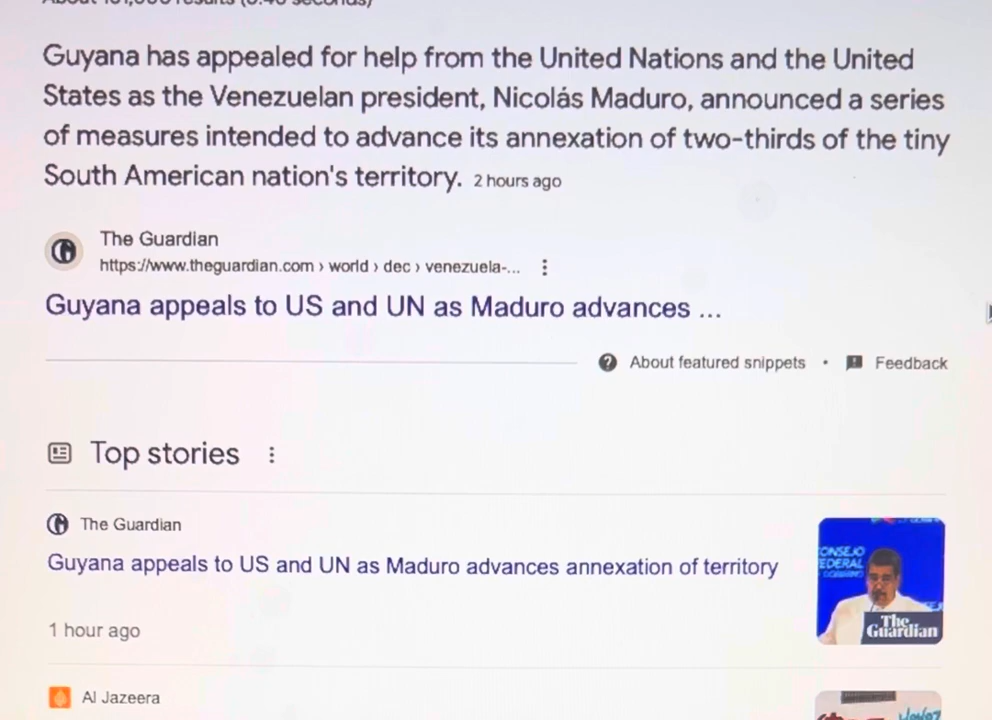 Guyana has appealed for help from the United Nations and the United
States as the Venezuelan president, Nicolás Maduro, announced a series
of measures intended to advance its annexation of two-thirds of the tiny
South American nation's territory. 2 hours ago
The Guardian
https://www.theguardian.com › world › dec › venezuela-...
Guyana appeals to US and UN as Maduro advances ...
About featured snippets • Feedback
Top stories
The Guardian
Guyana appeals to US and UN as Maduro advances annexation of territory
1 hour ago
CONSEJO
FEDERAL
The
Guardian
Al Jazeera